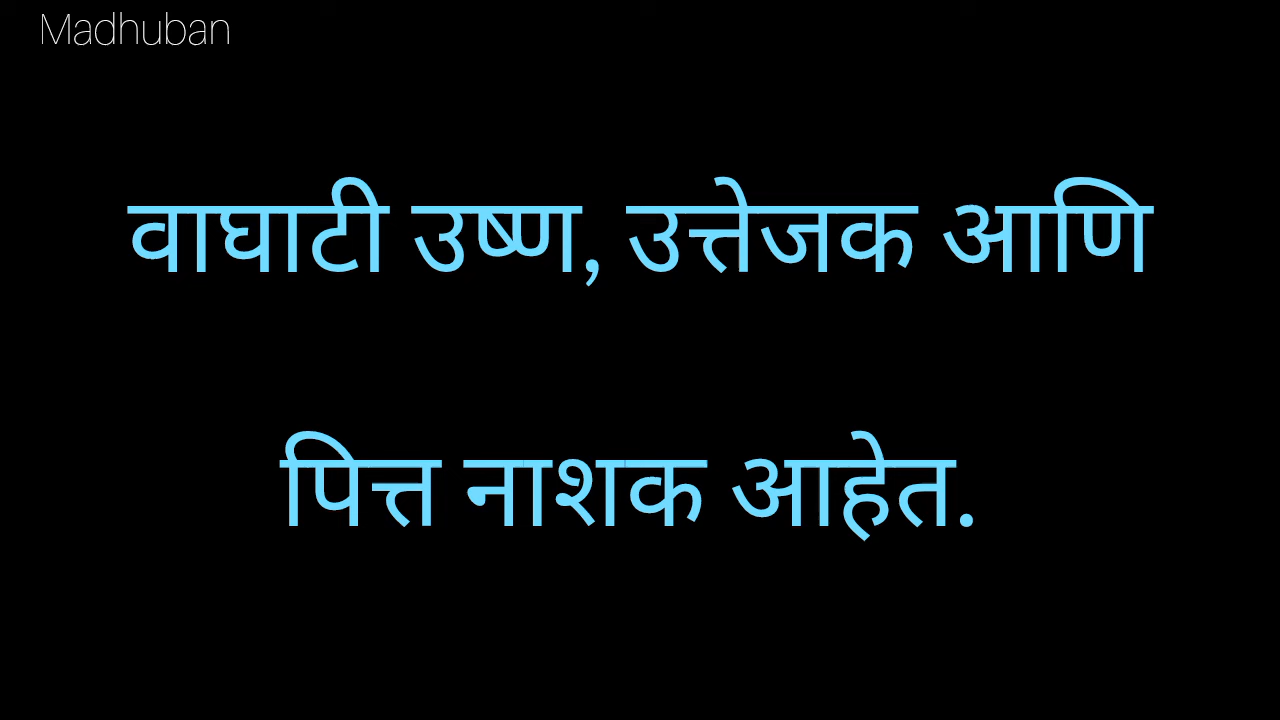 Madhuban
वाघाटी उष्ण, उत्तेजक आणि
पित्त नाशक आहेत.